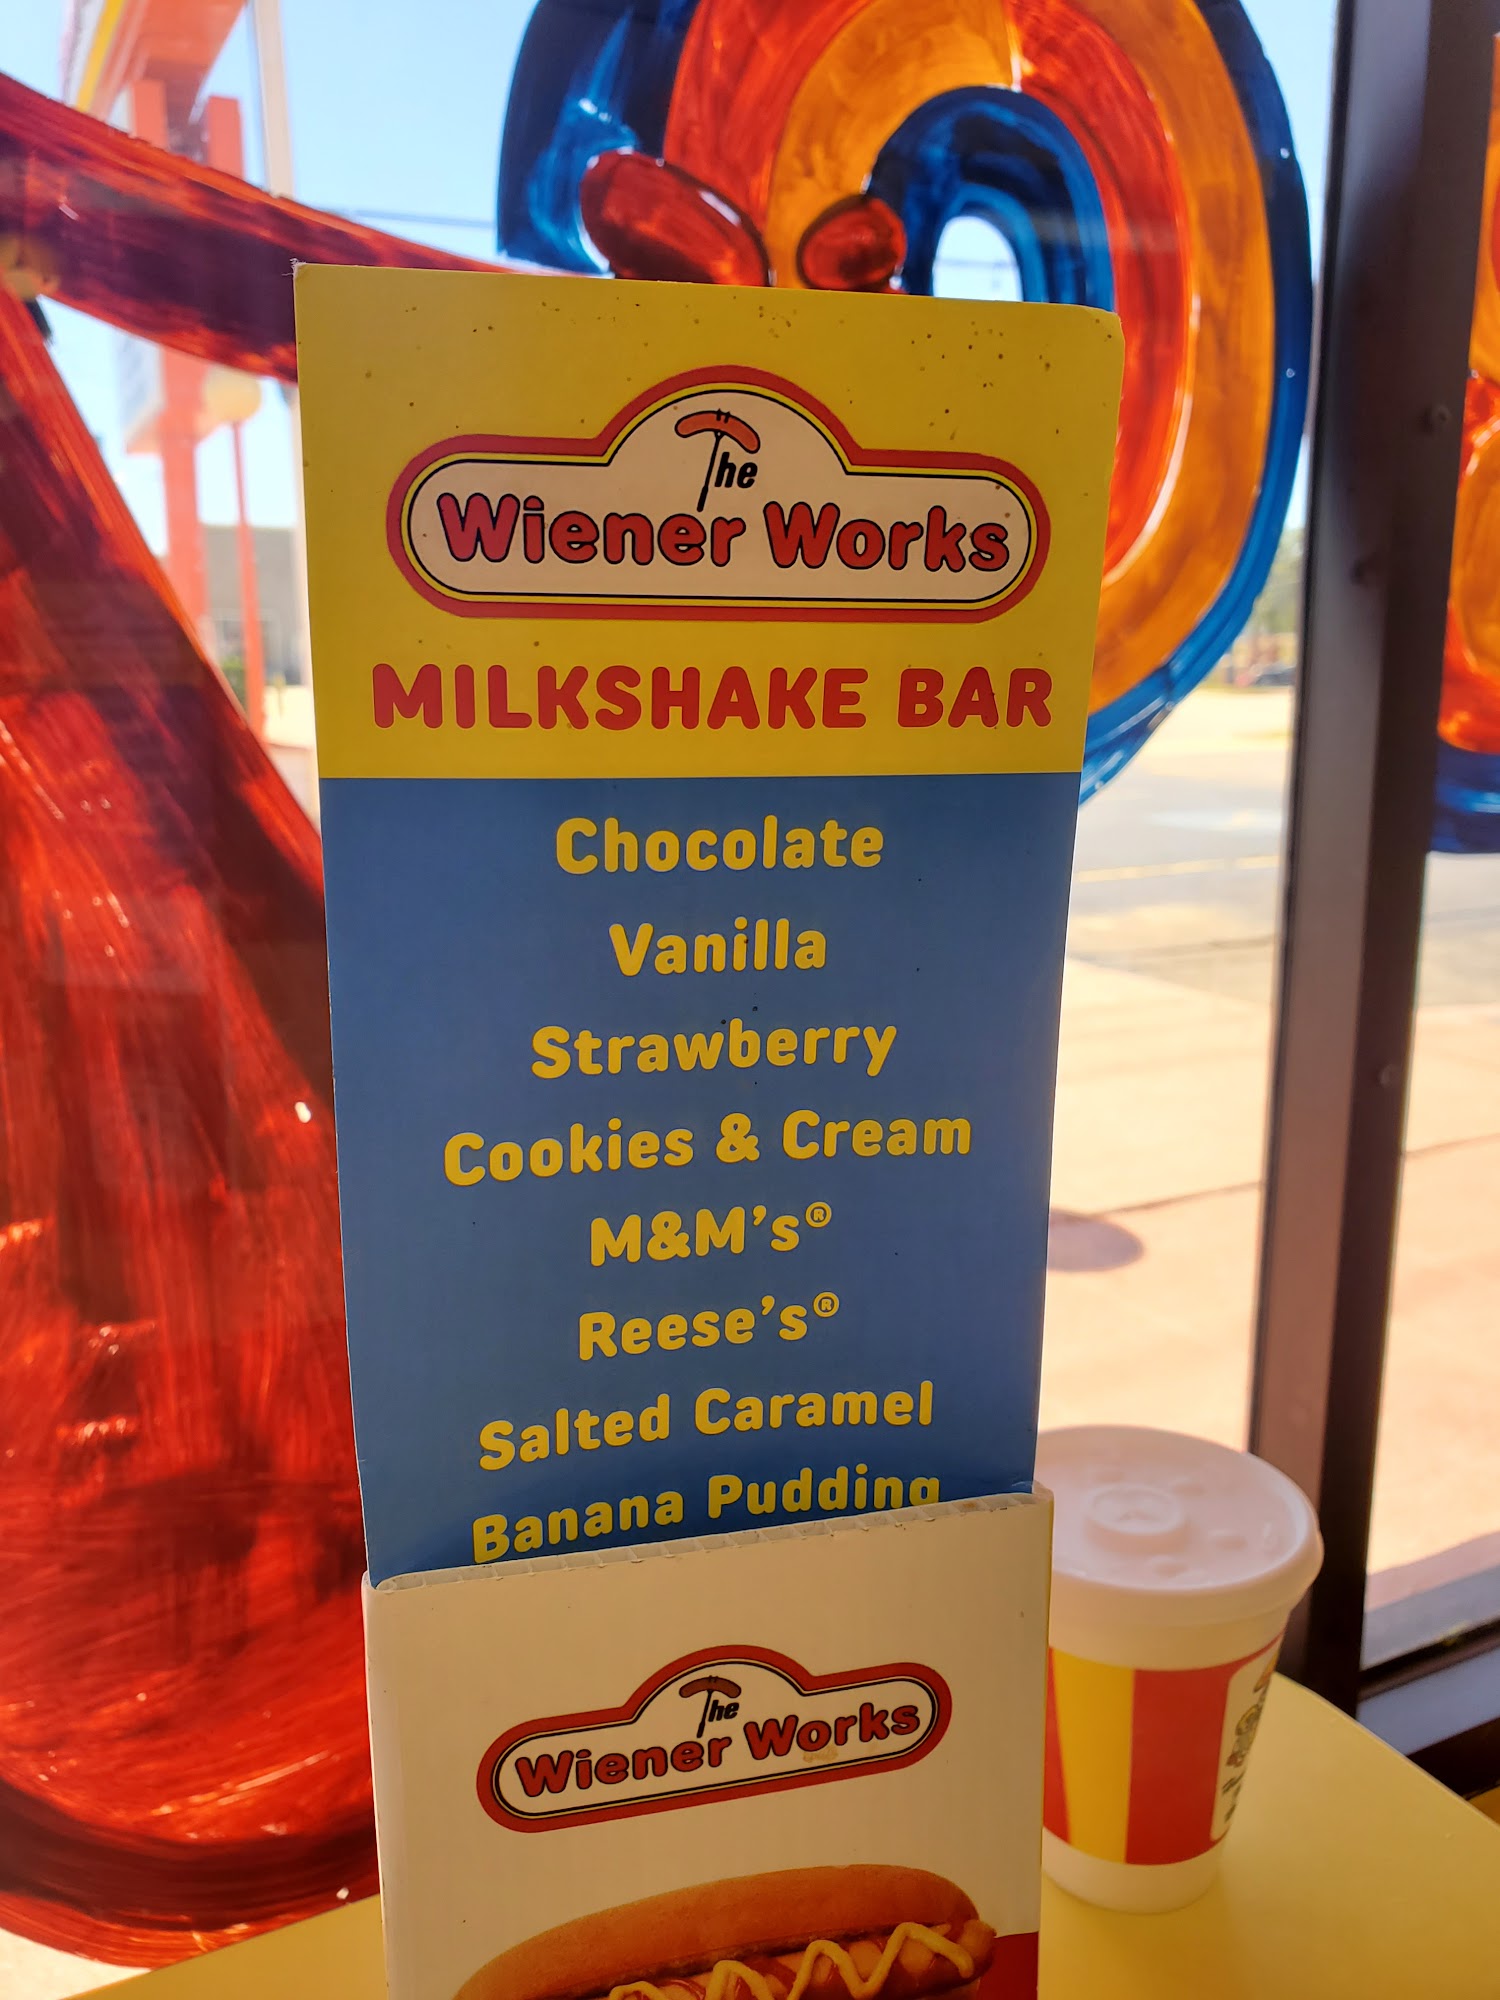 The
Wiener Works
MILKSHAKE BAR
Chocolate
Vanilla
Strawberry
Cookies & Cream
M&M's®
Reese's®
Salted Caramel
Banana Pudding
The
Wiener Works